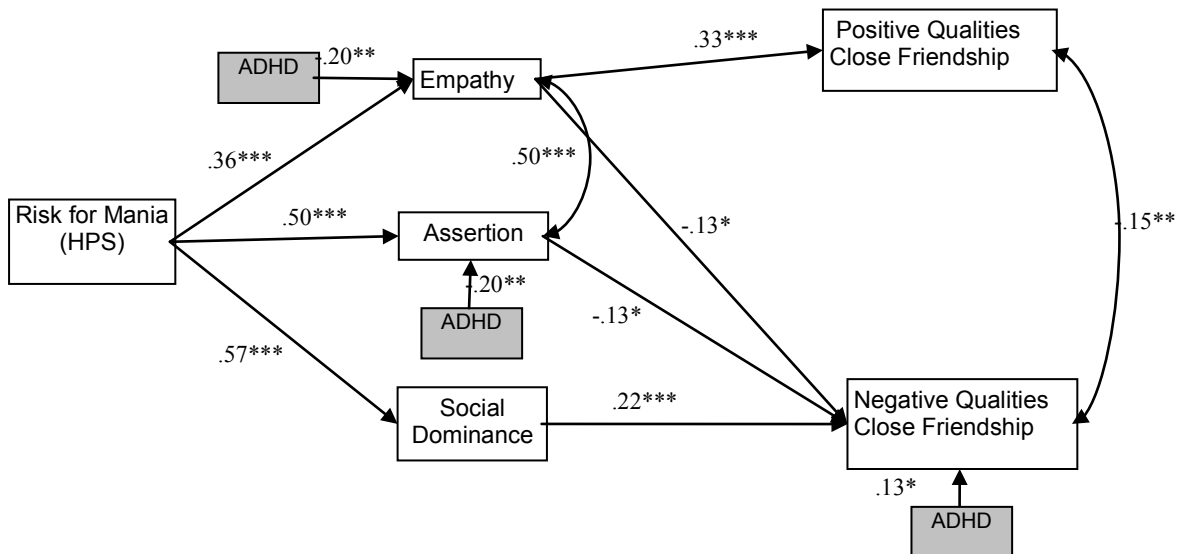 Positive Qualities
Close Friendship
-.20**
ADHD
.33***
Empathy
.36***
.50***
Risk for Mania
(HPS)
.50***
Assertion
-.13*
-.15**
-.20**
ADHD
-.13*
.57***
Social
Dominance
.22***
Negative Qualities
Close Friendship
.13*
ADHD